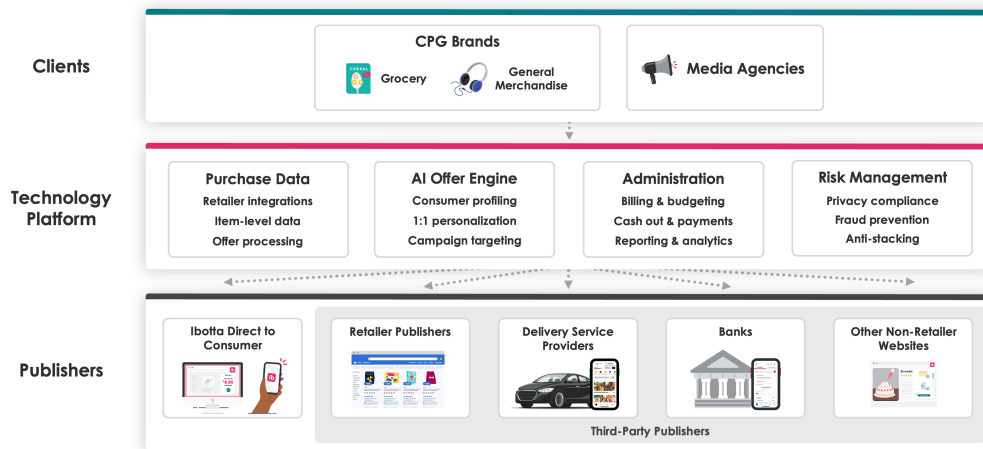 Clients
CPG Brands
CEREAL
Grocery
General
Merchandise
Media Agencies
Technology
Platform
Purchase Data
Retailer integrations
Item-level data
Offer processing
AI Offer Engine
Consumer profiling
1:1 personalization
Campaign targeting
Administration
Billing & budgeting
Cash out & payments
Reporting & analytics
Risk Management
Privacy compliance
Fraud prevention
Anti-stacking
Publishers
Ibotta Direct to
Consumer
Retailer Publishers
Delivery Service
Providers
Banks
Other Non-Retailer
Websites
Third-Party Publishers